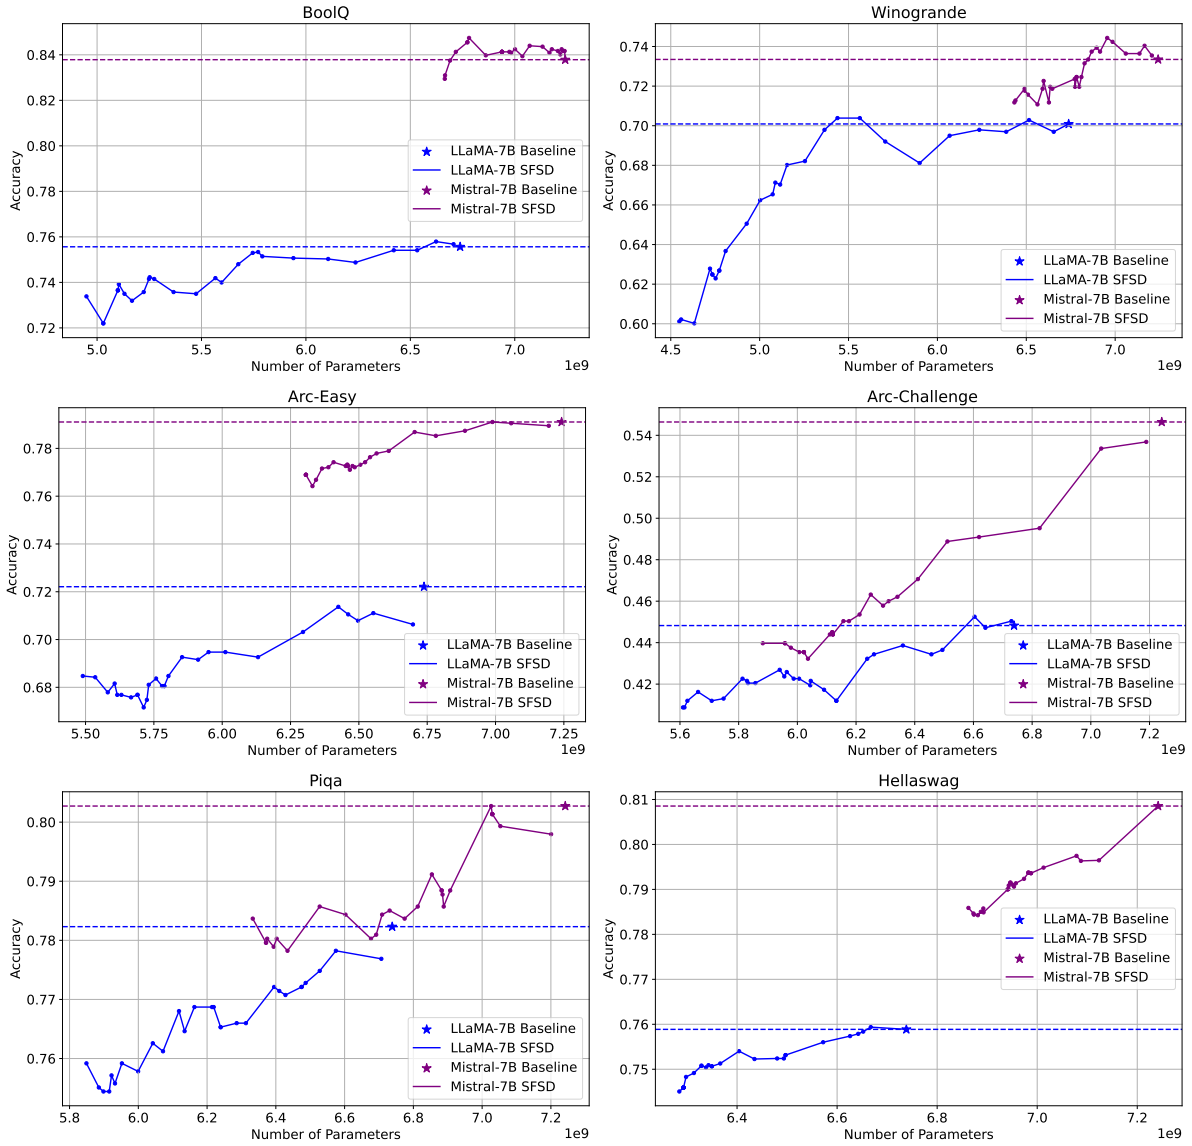 BoolQ
Accuracy
0.84
0.82
0.80
0.78
0.76
0.74
0.72
LLaMA-7B Baseline
LLaMA-7B SFSD
Mistral-7B Baseline
Mistral-7B SFSD
5.0 5.5 6.0 6.5 7.0
Number of Parameters 1e9
Winogrande
Accuracy
0.74
0.72
0.70
0.68
0.66
0.64
0.62
0.60
LLaMA-7B Baseline
LLaMA-7B SFSD
Mistral-7B Baseline
Mistral-7B SFSD
4.5 5.0 5.5 6.0 6.5 7.0
Number of Parameters 1e9
Arc-Easy
Accuracy
0.78
0.76
0.74
0.72
0.70
0.68
LLaMA-7B Baseline
LLaMA-7B SFSD
Mistral-7B Baseline
Mistral-7B SFSD
5.50 5.75 6.00 6.25 6.50 6.75 7.00 7.25
Number of Parameters 1e9
Arc-Challenge
Accuracy
0.54
0.52
0.50
0.48
0.46
0.44
0.42
LLaMA-7B Baseline
LLaMA-7B SFSD
Mistral-7B Baseline
Mistral-7B SFSD
5.6 5.8 6.0 6.2 6.4 6.6 6.8 7.0 7.2
Number of Parameters 1e9
Piqa
Accuracy
0.80
0.79
0.78
0.77
0.76
LLaMA-7B Baseline
LLaMA-7B SFSD
Mistral-7B Baseline
Mistral-7B SFSD
5.8 6.0 6.2 6.4 6.6 6.8 7.0 7.2
Number of Parameters 1e9
Hellaswag
Accuracy
0.81
0.80
0.79
0.78
0.77
0.76
0.75
LLaMA-7B Baseline
LLaMA-7B SFSD
Mistral-7B Baseline
Mistral-7B SFSD
6.4 6.6 6.8 7.0 7.2
Number of Parameters 1e9